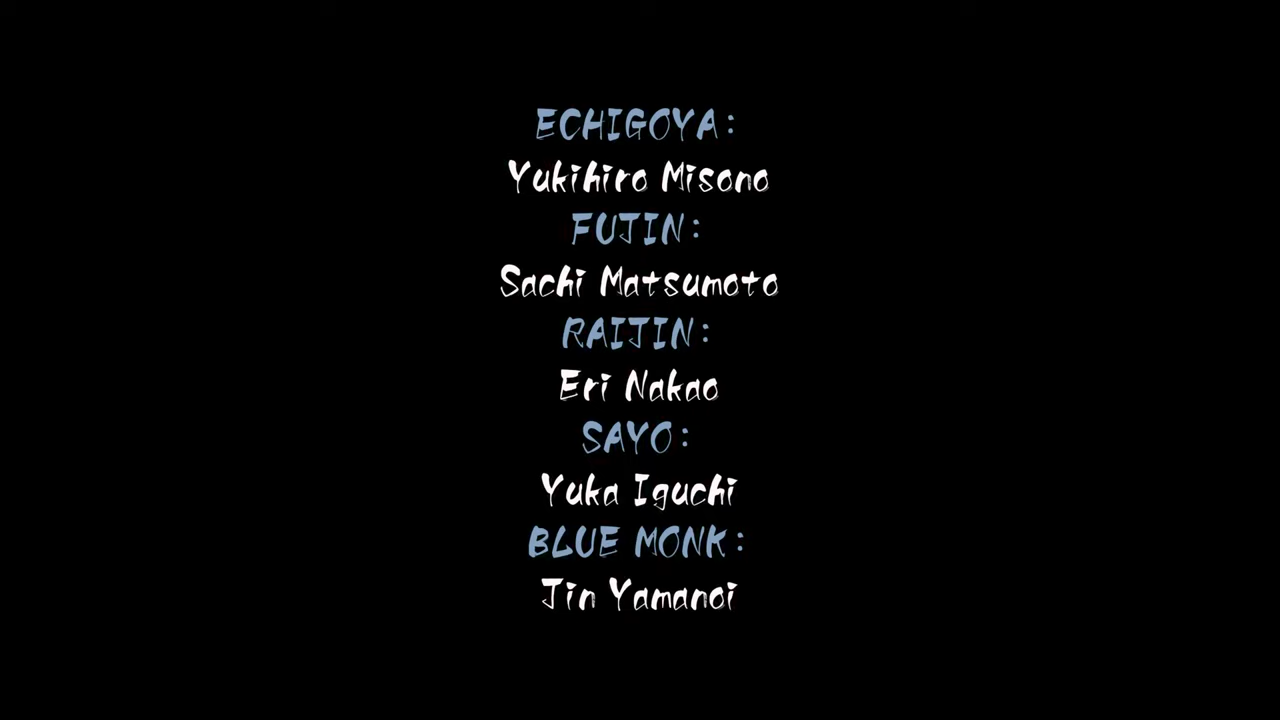 ECHIGOYA:
Yukihiro Misono
FUJIN:
Sachi Matsumoto
RAIJIN:
Eri Nakao
SAYO:
Yuka Iguchi
BLUE MONK:
Jin Yamanoi